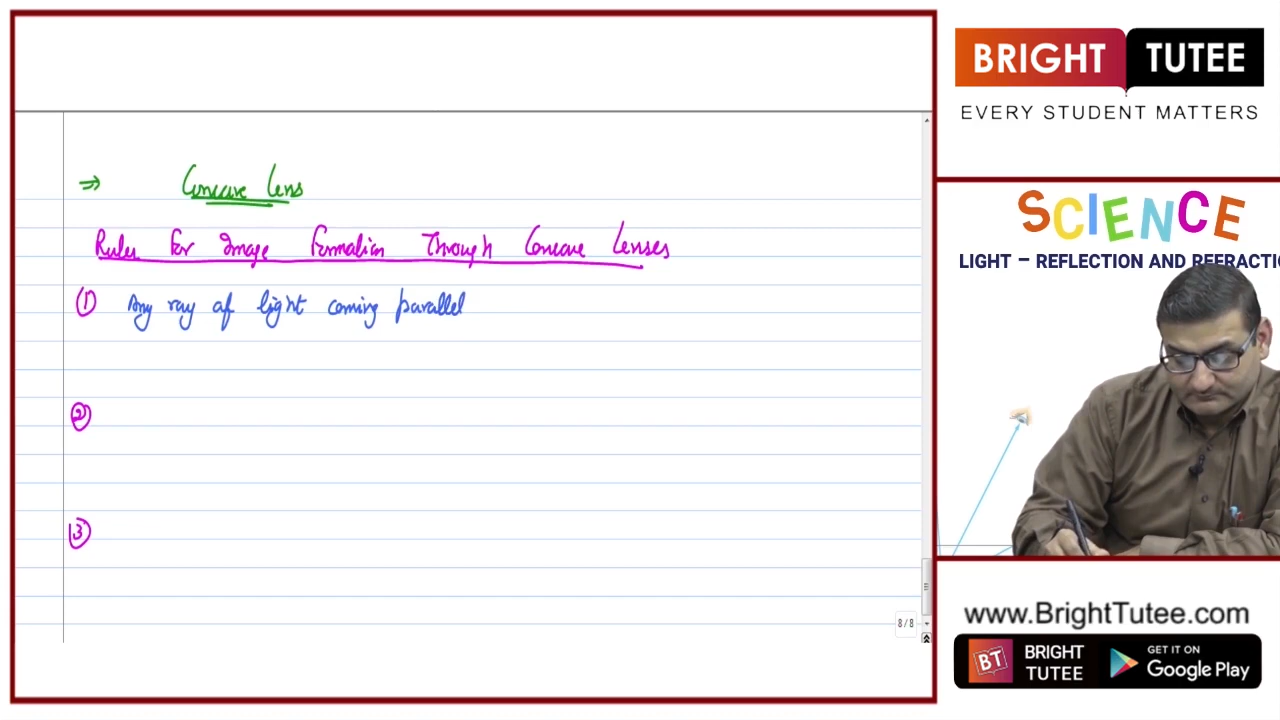 ⇒ Concave Lens
Rules for Image Formation Through Concave Lenses
① Any ray of light coming parallel
②
③
8/8
BRIGHT TUTEE
EVERY STUDENT MATTERS
SCIENCE
LIGHT – REFLECTION AND REFRACTI
www.BrightTutee.com
BT
BRIGHT
TUTEE
GET IT ON
Google Play